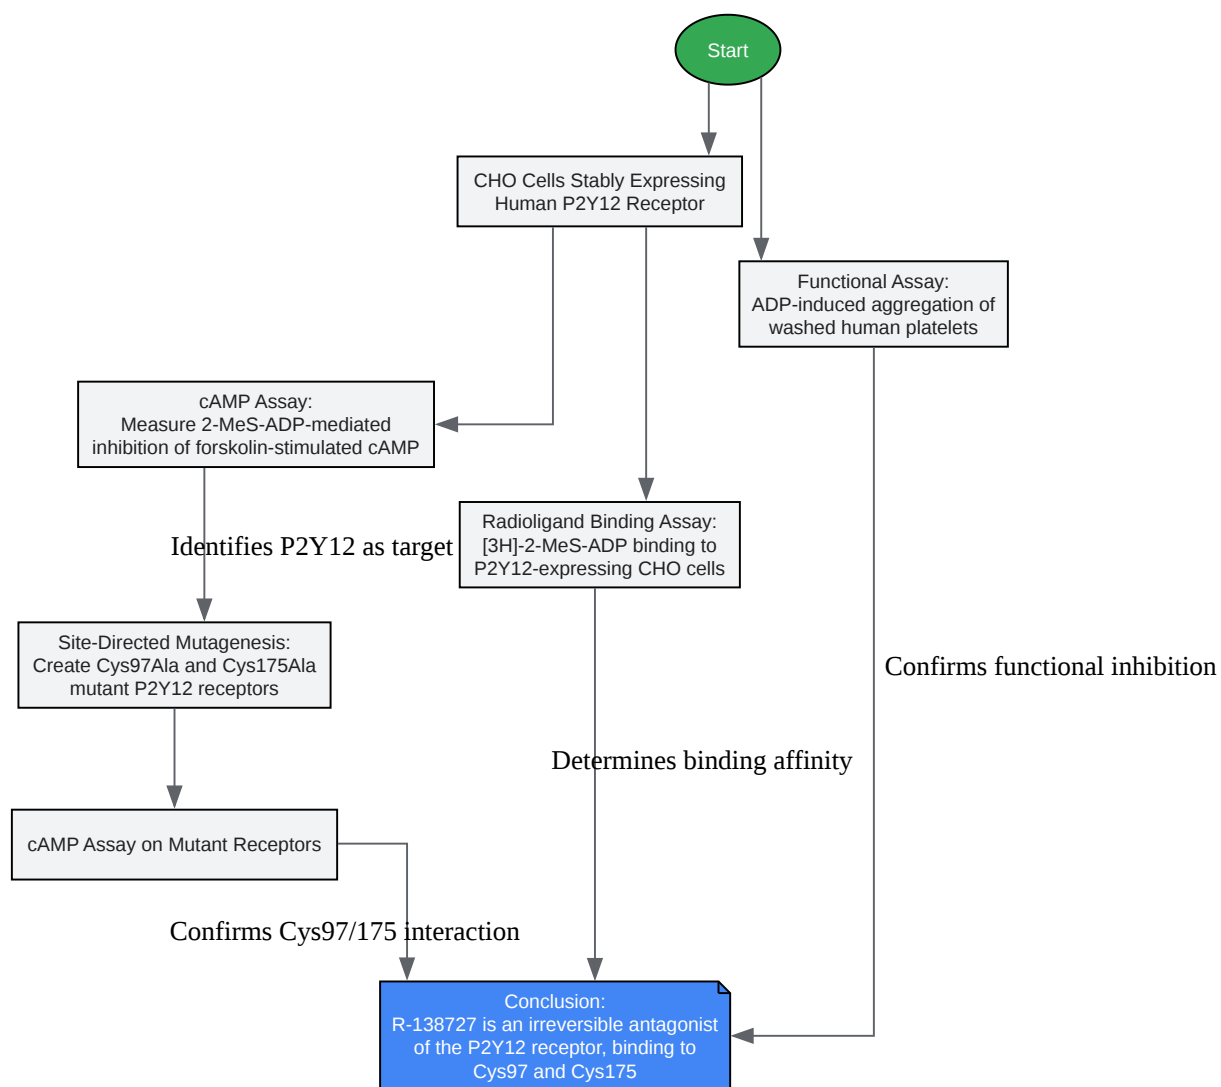 Start
CHO Cells Stably Expressing
Human P2Y12 Receptor
Functional Assay:
ADP-induced aggregation of
washed human platelets
cAMP Assay:
Measure 2-MeS-ADP-mediated
inhibition of forskolin-stimulated cAMP
Radioligand Binding Assay:
[3H]-2-MeS-ADP binding to
P2Y12-expressing CHO cells
Identifies P2Y12 as target
Site-Directed Mutagenesis:
Create Cys97Ala and Cys175Ala
mutant P2Y12 receptors
Confirms functional inhibition
Determines binding affinity
cAMP Assay on Mutant Receptors
Confirms Cys97/175 interaction
Conclusion:
R-138727 is an irreversible antagonist
of the P2Y12 receptor, binding to
Cys97 and Cys175